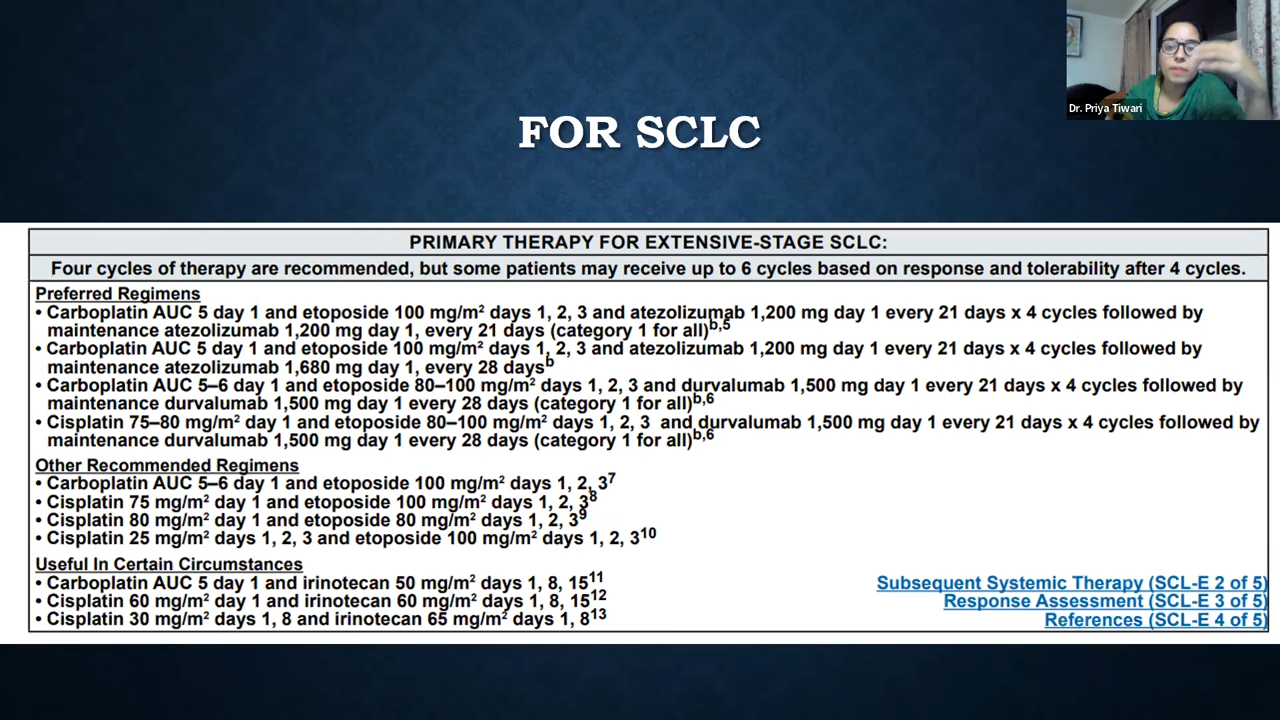 Dr. Priya Tiwari
FOR SCLC
PRIMARY THERAPY FOR EXTENSIVE-STAGE SCLC:
Four cycles of therapy are recommended, but some patients may receive up to 6 cycles based on response and tolerability after 4 cycles.
Preferred Regimens
• Carboplatin AUC 5 day 1 and etoposide 100 mg/m² days 1, 2, 3 and atezolizumab 1,200 mg day 1 every 21 days x 4 cycles followed by
maintenance atezolizumab 1,200 mg day 1, every 21 days (category 1 for all)b,5
• Carboplatin AUC 5 day 1 and etoposide 100 mg/m² days 1, 2, 3 and atezolizumab 1,200 mg day 1 every 21 days x 4 cycles followed by
maintenance atezolizumab 1,680 mg day 1, every 28 daysb
• Carboplatin AUC 5–6 day 1 and etoposide 80–100 mg/m² days 1, 2, 3 and durvalumab 1,500 mg day 1 every 21 days x 4 cycles followed by
maintenance durvalumab 1,500 mg day 1 every 28 days (category 1 for all)b,6
• Cisplatin 75–80 mg/m² day 1 and etoposide 80–100 mg/m² days 1, 2, 3 and durvalumab 1,500 mg day 1 every 21 days x 4 cycles followed by
maintenance durvalumab 1,500 mg day 1 every 28 days (category 1 for all)b,6
Other Recommended Regimens
• Carboplatin AUC 5–6 day 1 and etoposide 100 mg/m² days 1, 2, 3⁷
• Cisplatin 75 mg/m² day 1 and etoposide 100 mg/m² days 1, 2, 3⁸
• Cisplatin 80 mg/m² day 1 and etoposide 80 mg/m² days 1, 2, 3⁹
• Cisplatin 25 mg/m² days 1, 2, 3 and etoposide 100 mg/m² days 1, 2, 3¹⁰
Useful In Certain Circumstances
• Carboplatin AUC 5 day 1 and irinotecan 50 mg/m² days 1, 8, 15¹¹
• Cisplatin 60 mg/m² day 1 and irinotecan 60 mg/m² days 1, 8, 15¹²
• Cisplatin 30 mg/m² days 1, 8 and irinotecan 65 mg/m² days 1, 8¹³
Subsequent Systemic Therapy (SCL-E 2 of 5)
Response Assessment (SCL-E 3 of 5)
References (SCL-E 4 of 5)